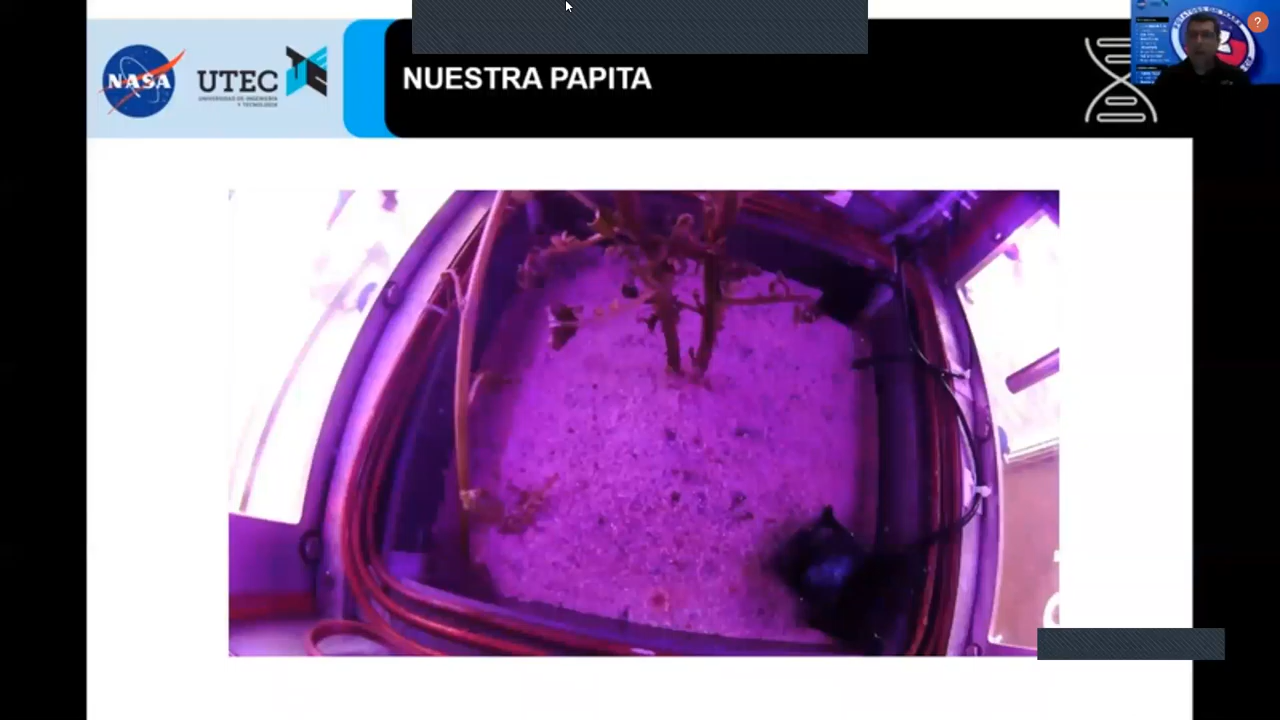 NASA
UTEC
UNIVERSIDAD DE INGENIERÍA
Y TECNOLOGÍA
NUESTRA PAPITA
?